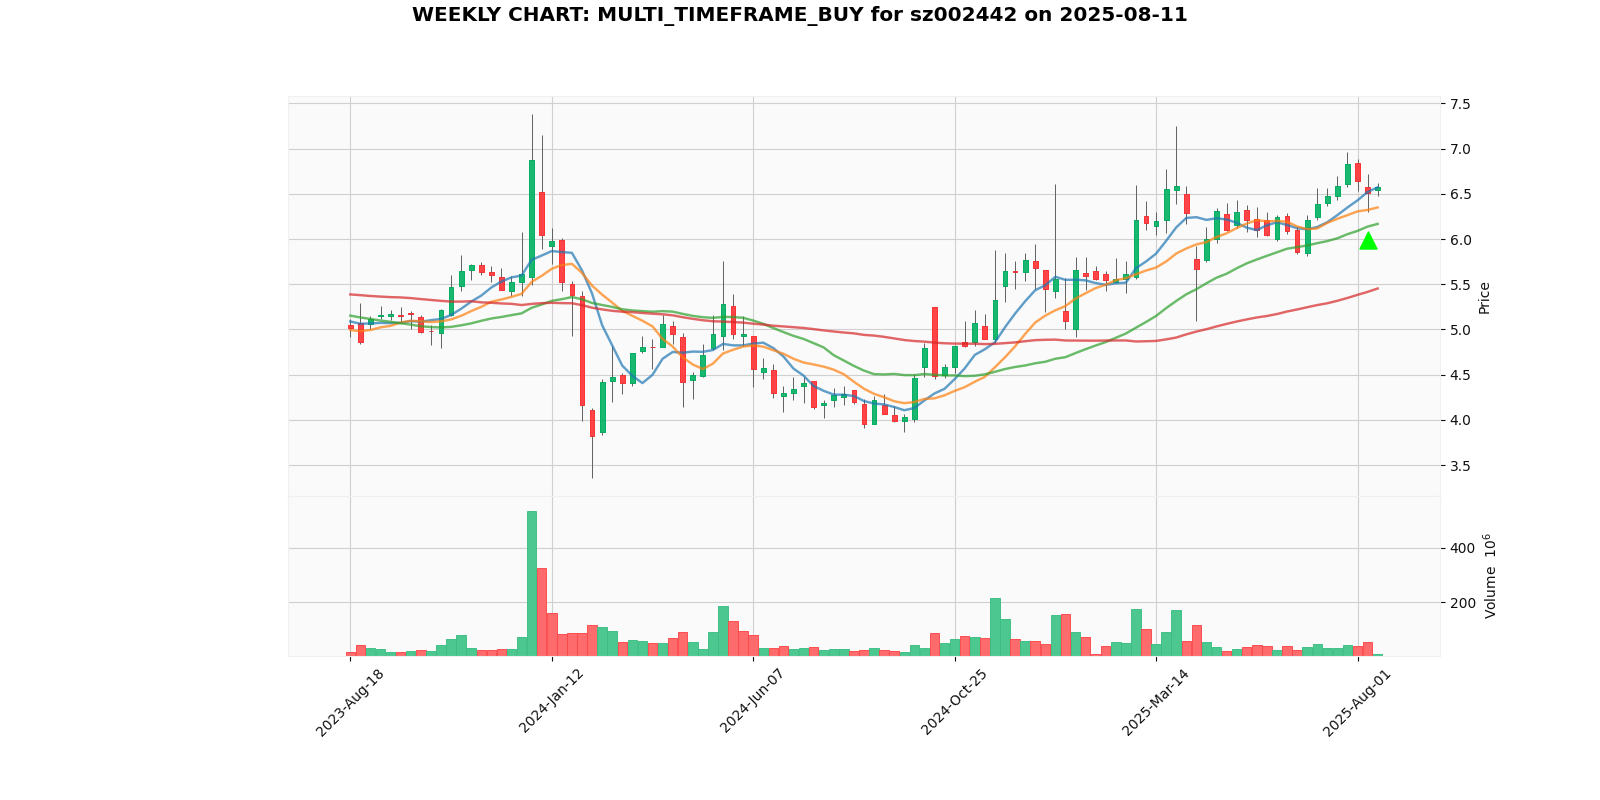 WEEKLY CHART: MULTI_TIMEFRAME_BUY for sz002442 on 2025-08-11
7.5
7.0
6.5
6.0
5.5
5.0
4.5
4.0
3.5
Price
400
200
Volume 10⁶
2023-Aug-18
2024-Jan-12
2024-Jun-07
2024-Oct-25
2025-Mar-14
2025-Aug-01